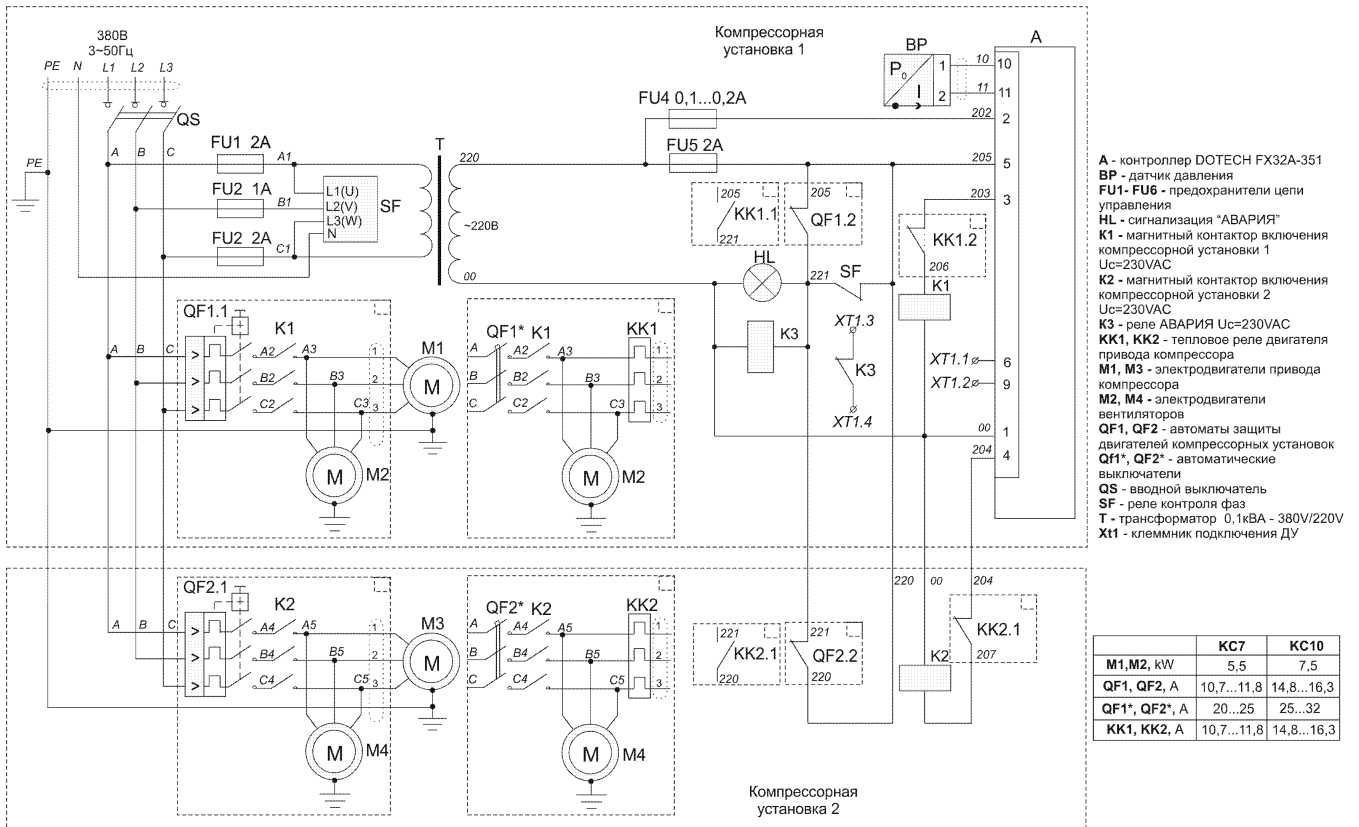 Компрессорная
установка 1
380В
3~50Гц
PE N L1 L2 L3
QS
A B C
PE
FU1 2A
A1
FU2 1A
B1
FU2 2A
C1
L1(U)
L2(V)
L3(W)
N
SF
T
220
~220В
00
FU4 0,1...0,2A
FU5 2A
BP
P0
I
1
2
10
11
202
205
203
A
10
11
2
5
3
205
KK1.1
221
205
QF1.2
KK1.2
206
HL
221
SF
K1
K3
XT1.3
K3
XT1.4
XT1.1
6
XT1.2
9
00
1
204
4
QF1.1
K1
A B C
A2
A3
B2
B3
C2
C3
1
2
3
M1
M
M
M2
QF1* K1
KK1
A
A2
A3
B
B2
B3
C
C2
C3
1
2
3
M
M2
QF2.1
K2
A B C
A4
A5
B4
B5
C4
C5
1
2
3
M3
M
M
M4
QF2* K2
KK2
A
A4
A5
B
B4
B5
C
C4
C5
1
2
3
M
M4
221
KK2.1
220
221
QF2.2
220
220
00
204
K2
KK2.1
207
Компрессорная
установка 2
A - контроллер DOTECH FX32A-351
BP - датчик давления
FU1- FU6 - предохранители цепи
управления
HL - сигнализация “АВАРИЯ”
K1 - магнитный контактор включения
компрессорной установки 1
Uc=230VAC
K2 - магнитный контактор включения
компрессорной установки 2
Uc=230VAC
K3 - реле АВАРИЯ Uc=230VAC
KK1, KK2 - тепловое реле двигателя
привода компрессора
M1, M3 - электродвигатели привода
компрессора
M2, M4 - электродвигатели
вентиляторов
QF1, QF2 - автоматы защиты
двигателей компрессорных установок
Qf1*, QF2* - автоматические
выключатели
QS - вводной выключатель
SF - реле контроля фаз
T - трансформатор 0,1кВА - 380V/220V
Xt1 - клеммник подключения ДУ
KC7 KC10
M1,M2, kW 5,5 7,5
QF1, QF2, A 10,7...11,8 14,8...16,3
QF1*, QF2*, A 20...25 25...32
KK1, KK2, A 10,7...11,8 14,8...16,3